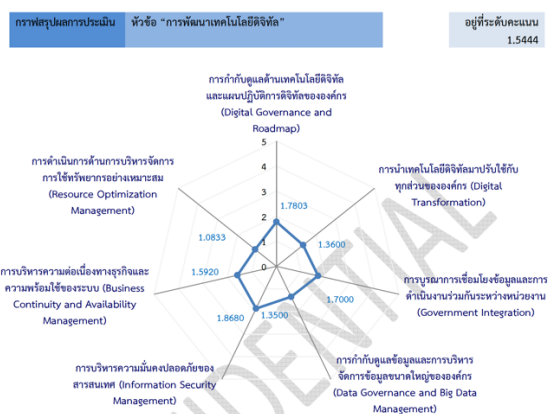 กราฟสรุปผลการประเมิน หัวข้อ “การพัฒนาเทคโนโลยีดิจิทัล” อยู่ที่ระดับคะแนน
1.5444
การกำกับดูแลด้านเทคโนโลยีดิจิทัล
และแผนปฏิบัติการดิจิทัลขององค์กร
(Digital Governance and
Roadmap)
5
4
3
2
1
0
1.7803
การนำเทคโนโลยีดิจิทัลมาปรับใช้กับ
ทุกส่วนขององค์กร (Digital
Transformation)
1.3600
การบูรณาการเชื่อมโยงข้อมูลและการ
ดำเนินงานร่วมกันระหว่างหน่วยงาน
(Government Integration)
1.7000
การกำกับดูแลข้อมูลและการบริหาร
จัดการข้อมูลขนาดใหญ่ขององค์กร
(Data Governance and Big Data
Management)
1.3500
การบริหารความมั่นคงปลอดภัยของ
สารสนเทศ (Information Security
Management)
1.8680
การบริหารความต่อเนื่องทางธุรกิจและ
ความพร้อมใช้ของระบบ (Business
Continuity and Availability
Management)
1.5920
การดำเนินการด้านการบริหารจัดการ
การใช้ทรัพยากรอย่างเหมาะสม
(Resource Optimization
Management)
1.0833